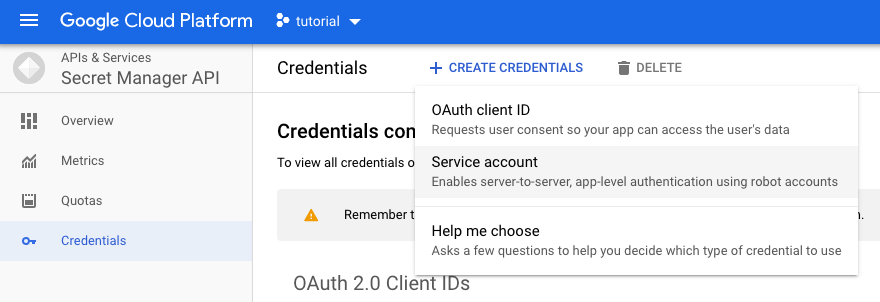 Google Cloud Platform
tutorial
APIs & Services
Secret Manager API
Overview
Metrics
Quotas
Credentials
Credentials
CREATE CREDENTIALS
DELETE
OAuth client ID
Requests user consent so your app can access the user's data
Service account
Enables server-to-server, app-level authentication using robot accounts
Help me choose
Asks a few questions to help you decide which type of credential to use
Credentials con
To view all credentials o
Remember t
OAuth 2.0 Client IDs